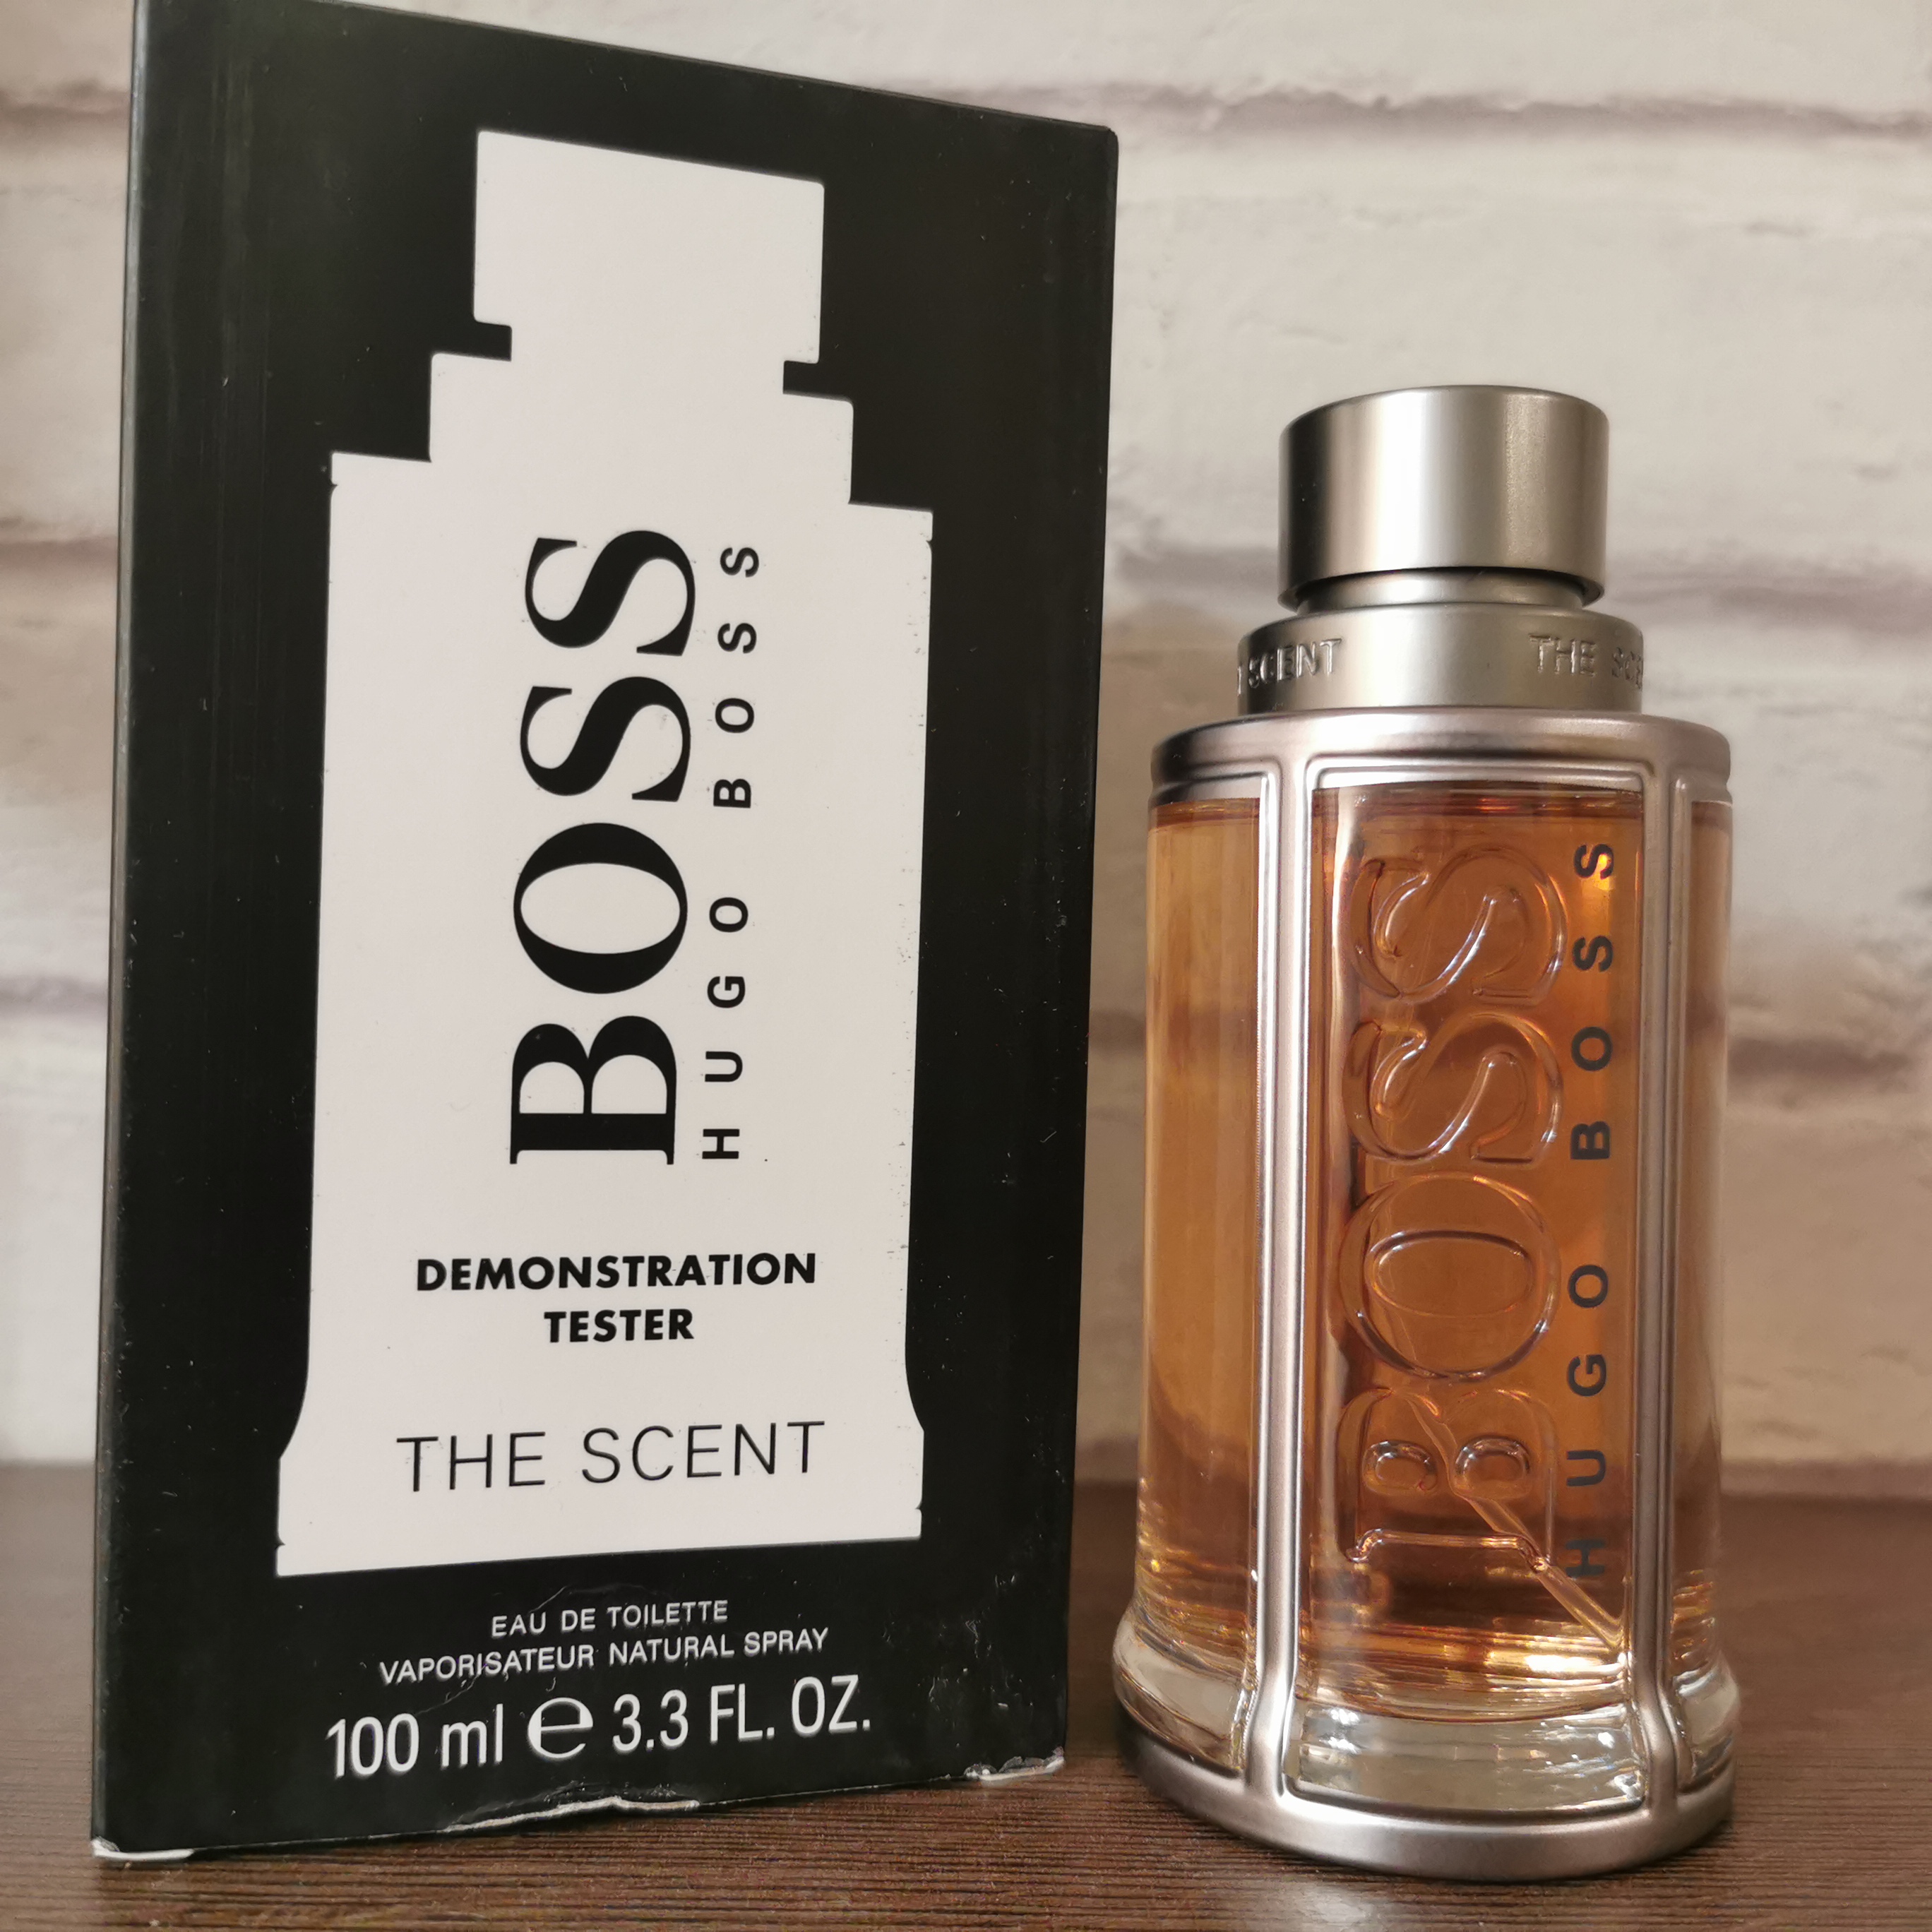 BOSS
HUGO BOSS
DEMONSTRATION
TESTER
THE SCENT
EAU DE TOILETTE
VAPORISATEUR NATURAL SPRAY
100 ml e 3.3 FL. OZ.
SCENT THE
BOSS
HUGO BOSS